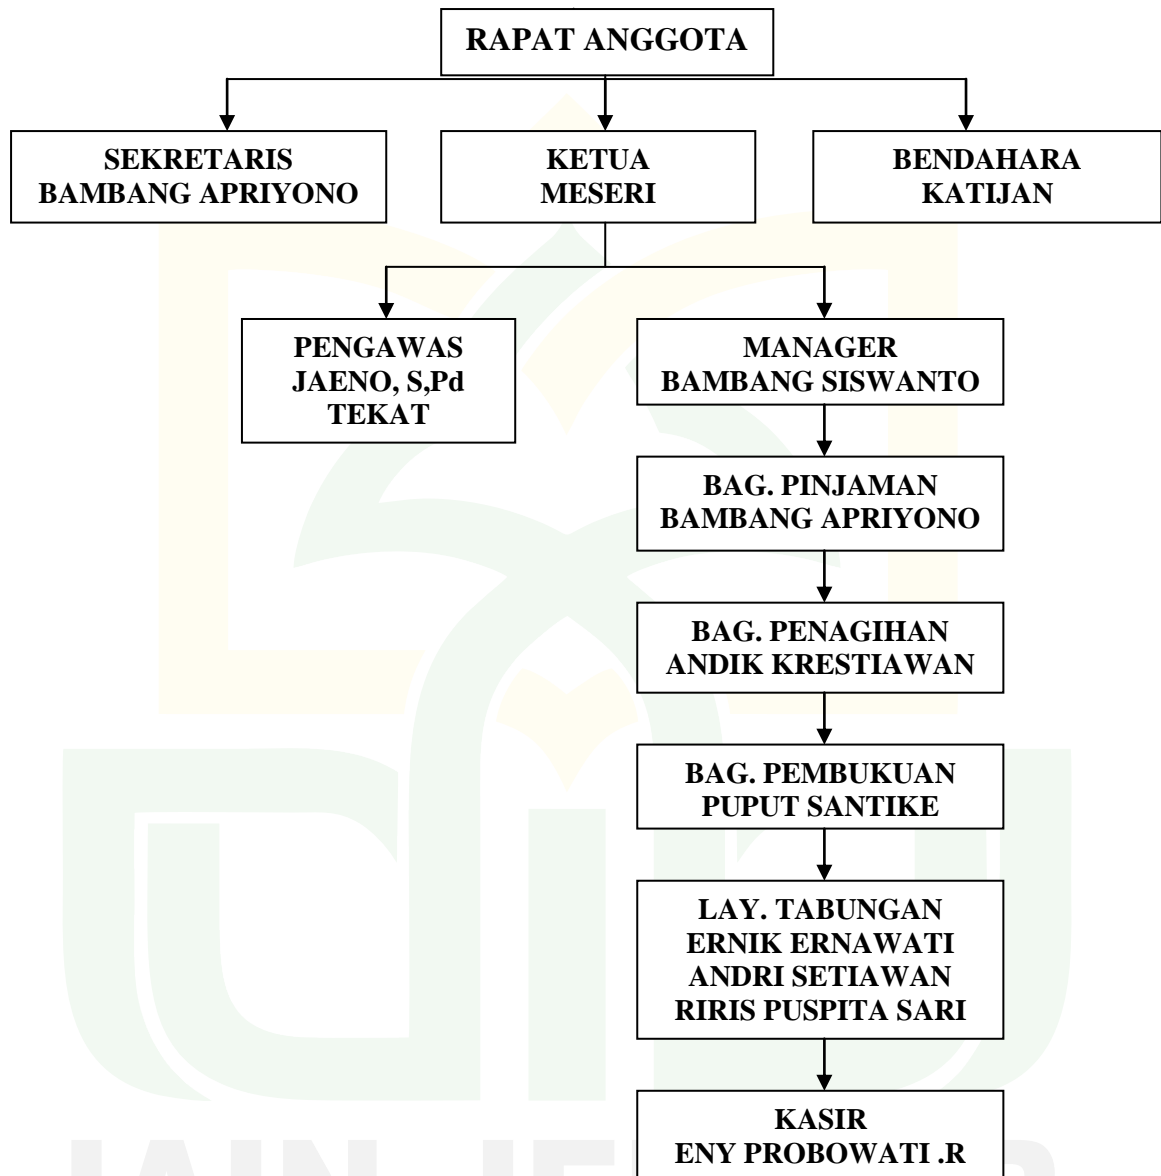 RAPAT ANGGOTA
SEKRETARIS
BAMBANG APRIYONO
KETUA
MESERI
BENDAHARA
KATIJAN
PENGAWAS
JAENO, S,Pd
TEKAT
MANAGER
BAMBANG SISWANTO
BAG. PINJAMAN
BAMBANG APRIYONO
BAG. PENAGIHAN
ANDIK KRESTIAWAN
BAG. PEMBUKUAN
PUPUT SANTIKE
LAY. TABUNGAN
ERNIK ERNAWATI
ANDRI SETIAWAN
RIRIS PUSPITA SARI
KASIR
ENY PROBOWATI .R